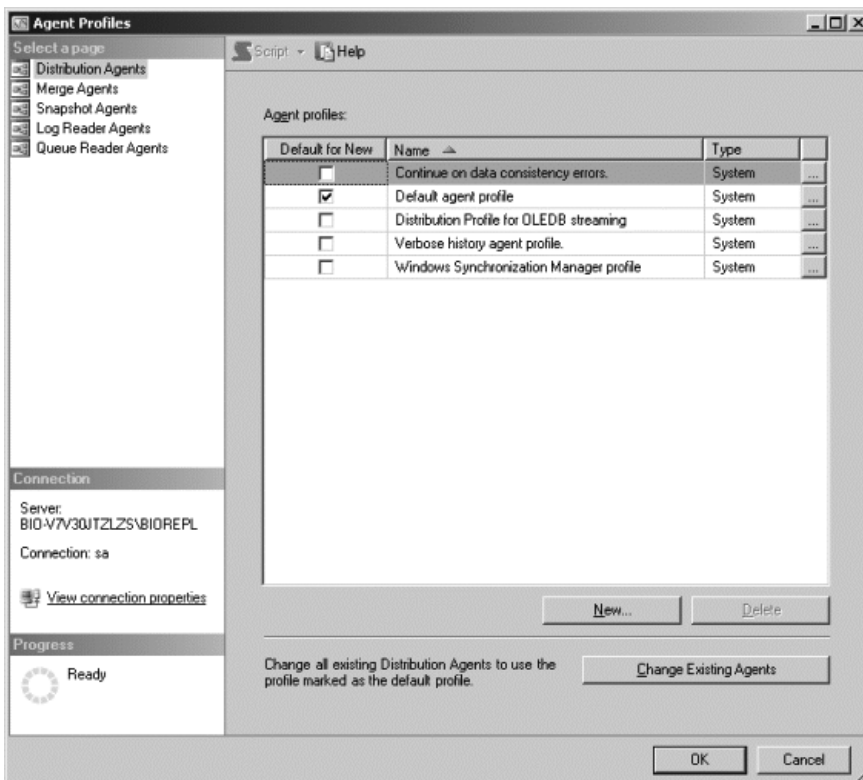 Agent Profiles
Select a page
Distribution Agents
Merge Agents
Snapshot Agents
Log Reader Agents
Queue Reader Agents
Script Help
Agent profiles:
Default for New Name Type
Continue on data consistency errors. System ...
Default agent profile System ...
Distribution Profile for OLEDB streaming System ...
Verbose history agent profile. System ...
Windows Synchronization Manager profile System ...
New... Delete
Change all existing Distribution Agents to use the
profile marked as the default profile.
Change Existing Agents
Connection
Server:
BIO-V7V30JTZLZS\BIOREPL
Connection: sa
View connection properties
Progress
Ready
OK Cancel